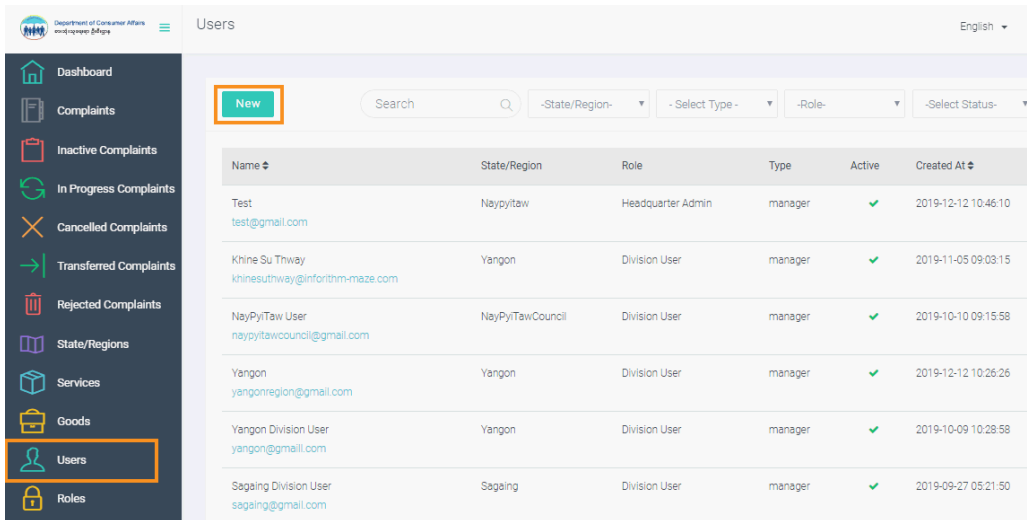 Department of Consumer Affairs
Users
English
Dashboard
Complaints
Inactive Complaints
In Progress Complaints
Cancelled Complaints
Transferred Complaints
Rejected Complaints
State/Regions
Services
Goods
Users
Roles
New
Search
-State/Region-
- Select Type -
-Role-
-Select Status-
Name State/Region Role Type Active Created At
Test Naypyitaw Headquarter Admin manager 2019-12-12 10:46:10
test@gmail.com
Khine Su Thway Yangon Division User manager 2019-11-05 09:03:15
khinesuthway@inforithm-maze.com
NayPyiTaw User NayPyiTawCouncil Division User manager 2019-10-10 09:15:58
naypyitawcouncil@gmail.com
Yangon Yangon Division User manager 2019-12-12 10:26:26
yangonregion@gmail.com
Yangon Division User Yangon Division User manager 2019-10-09 10:28:58
yangon@gmaill.com
Sagaing Division User Sagaing Division User manager 2019-09-27 05:21:50
sagaing@gmail.com